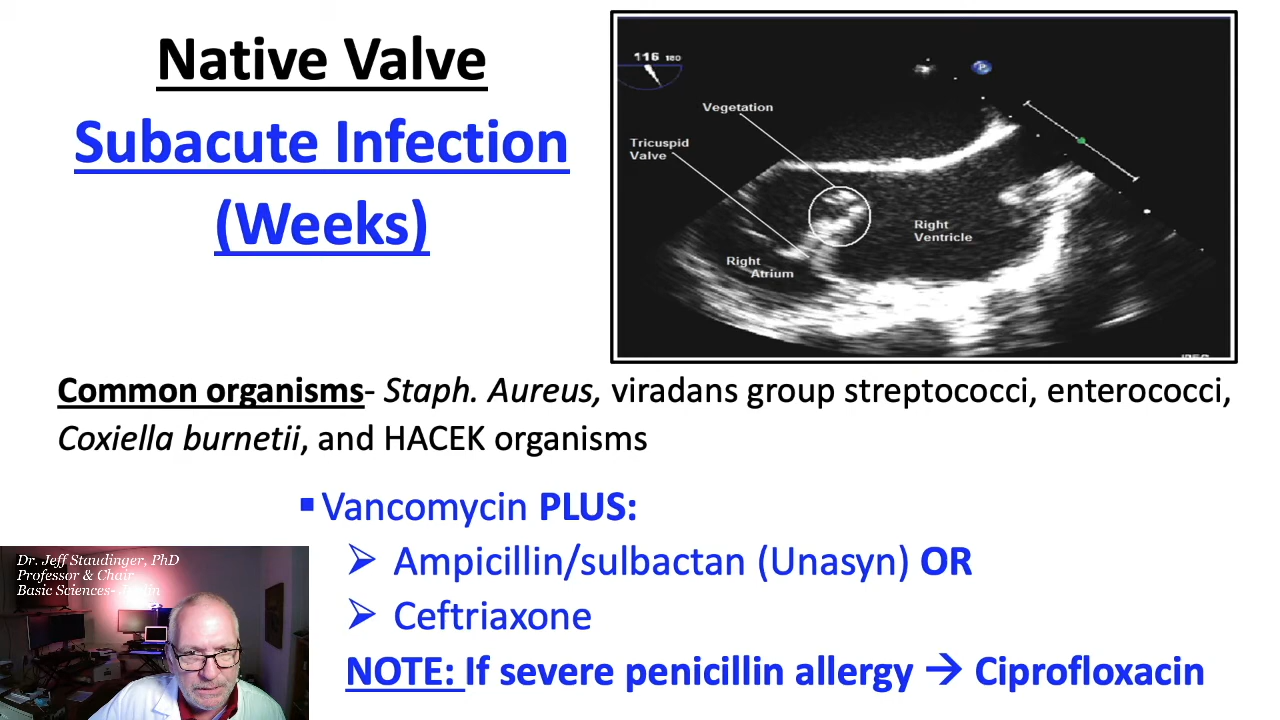 Native Valve
Subacute Infection
(Weeks)
116 180
P
Vegetation
Tricuspid
Valve
Right
Ventricle
Right
Atrium
Common organisms- Staph. Aureus, viradans group streptococci, enterococci,
Coxiella burnetii, and HACEK organisms
▪ Vancomycin PLUS:
➢ Ampicillin/sulbactan (Unasyn) OR
➢ Ceftriaxone
NOTE: If severe penicillin allergy → Ciprofloxacin
Dr. Jeff Staudinger, PhD
Professor & Chair
Basic Sciences-